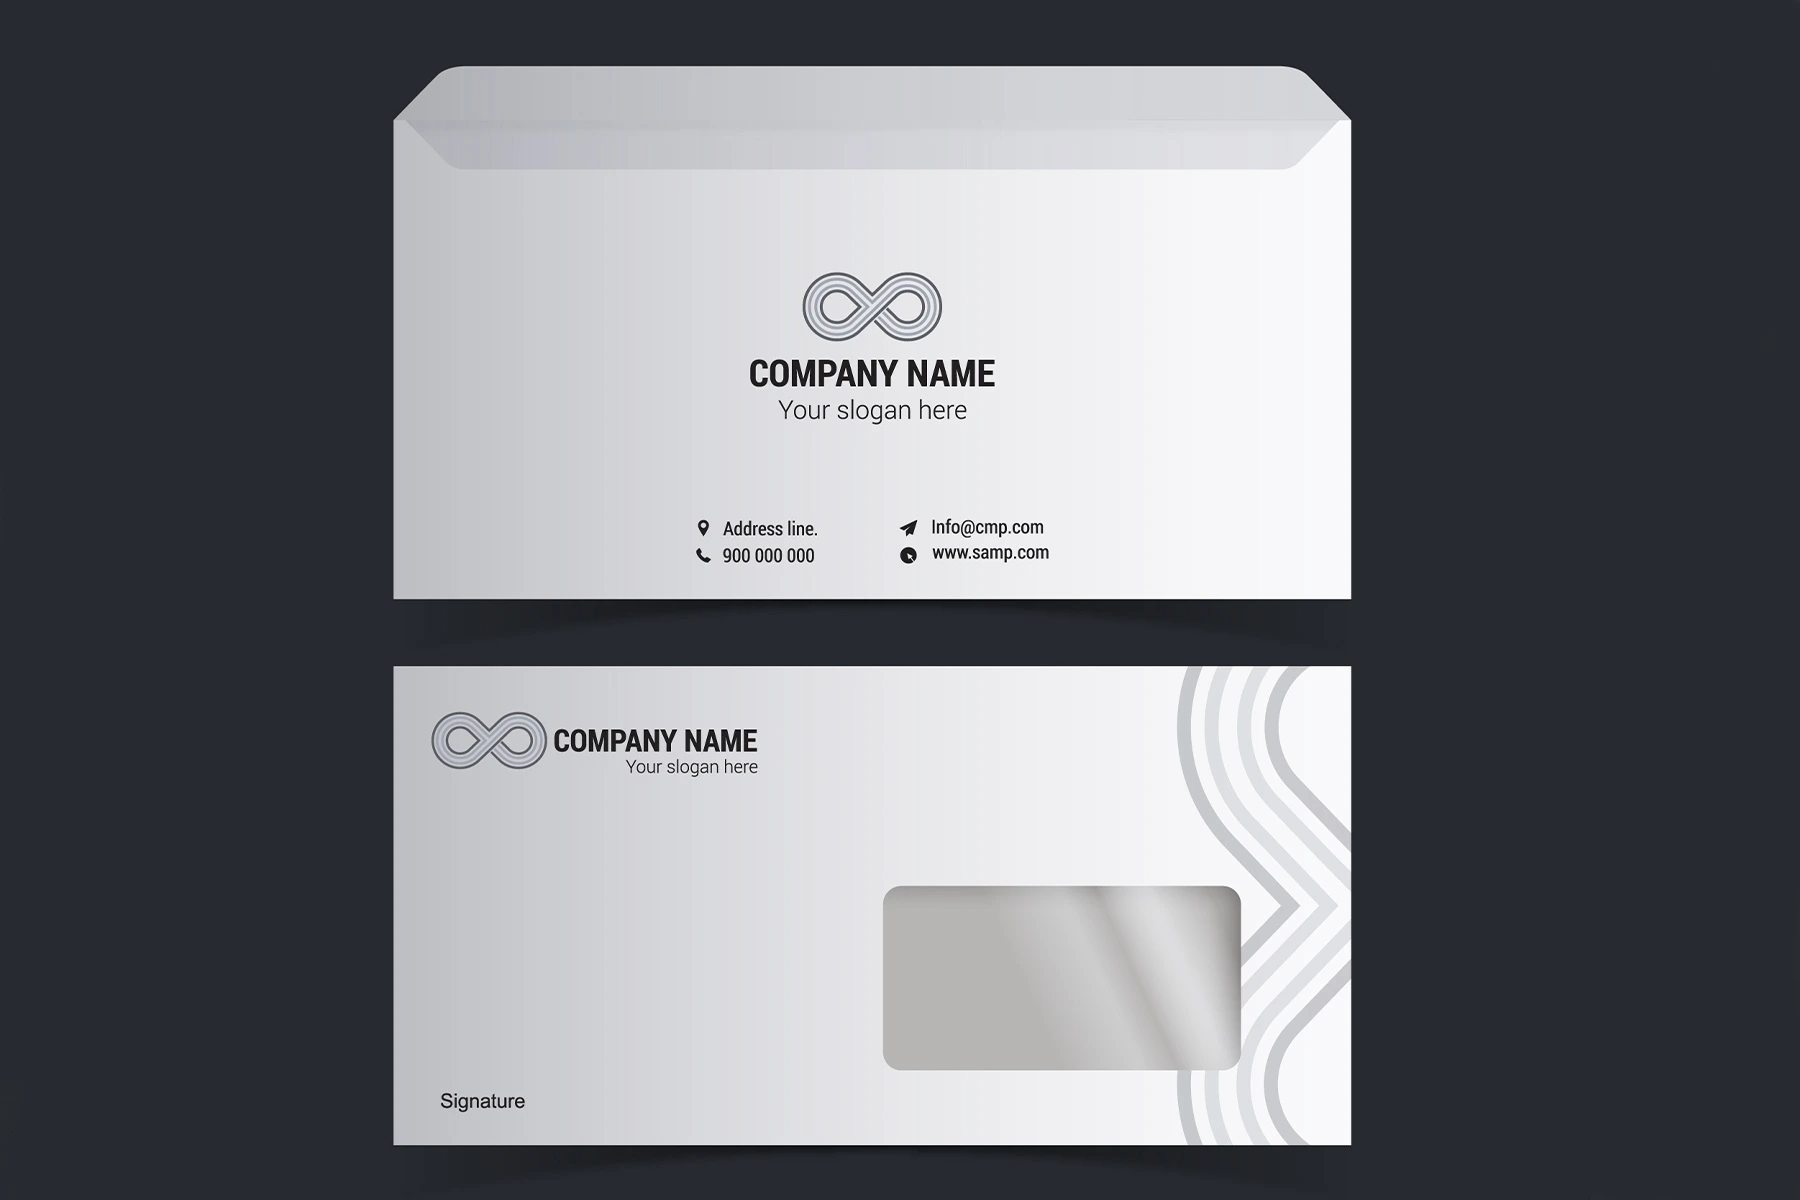 COMPANY NAME
Your slogan here
Address line.
900 000 000
Info@cmp.com
www.samp.com
COMPANY NAME
Your slogan here
Signature